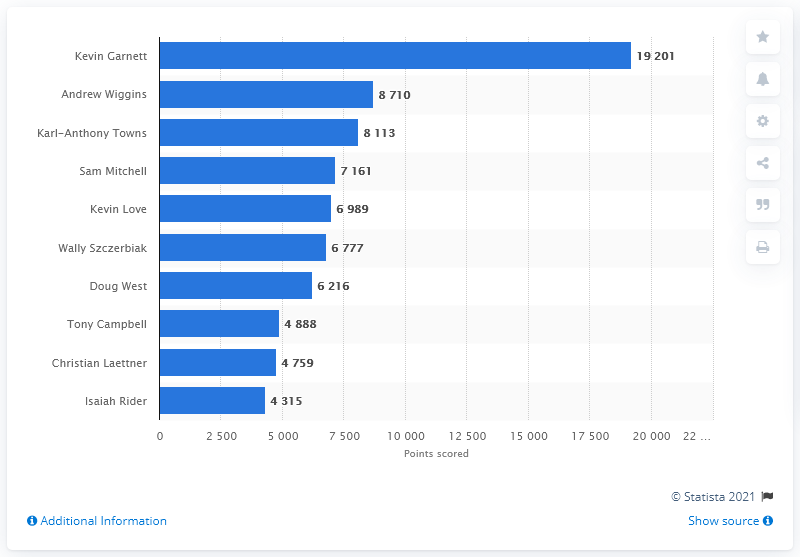 Kevin Garnett 19 201
Andrew Wiggins 8 710
Karl-Anthony Towns 8 113
Sam Mitchell 7 161
Kevin Love 6 989
Wally Szczerbiak 6 777
Doug West 6 216
Tony Campbell 4 888
Christian Laettner 4 759
Isaiah Rider 4 315
0 2 500 5 000 7 500 10 000 12 500 15 000 17 500 20 000 22 ...
Points scored
© Statista 2021
Additional Information Show source